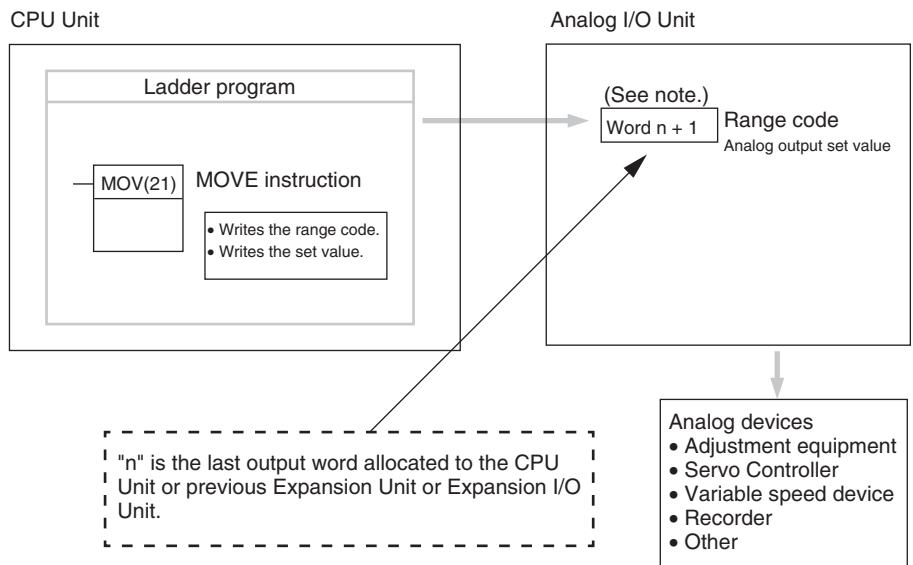 CPU Unit
Analog I/O Unit
Ladder program
(See note.)
Word n + 1
Range code
Analog output set value
MOV(21)
MOVE instruction
• Writes the range code.
• Writes the set value.
"n" is the last output word allocated to the CPU
Unit or previous Expansion Unit or Expansion I/O
Unit.
Analog devices
• Adjustment equipment
• Servo Controller
• Variable speed device
• Recorder
• Other